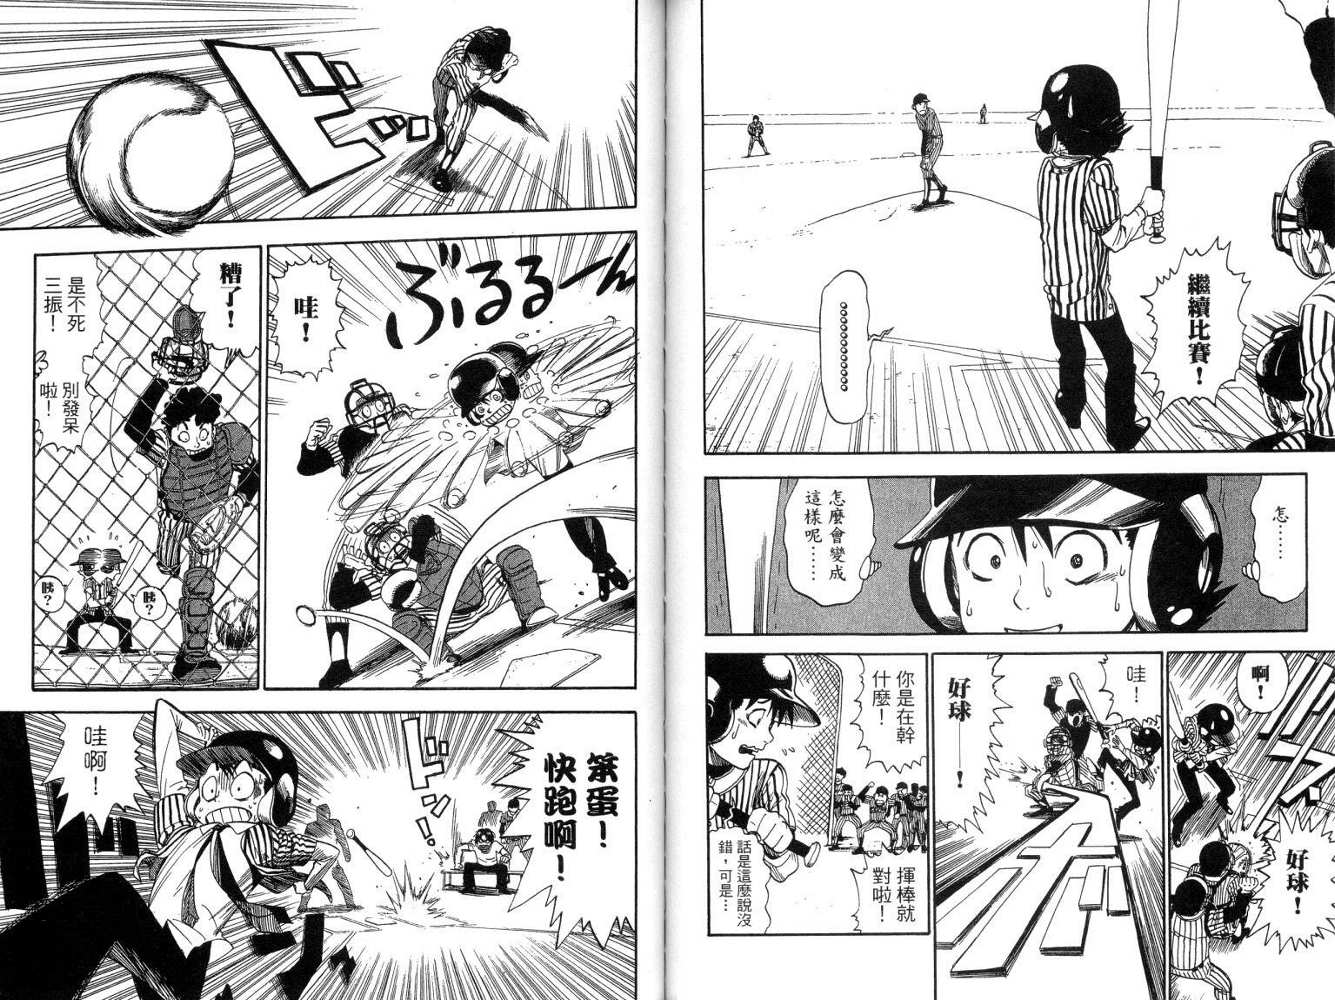 繼續比賽！
…………
怎……
怎麼會變成
這樣呢……
啊！
好球！
哇！
好球――！
你是在幹
什麼！
揮棒就
對啦！
話是這麼說沒
錯，可是…
ド
ぶるるーん
哇！
糟了！
是不死
三振！
別發呆
啦！
咦？
咦？
笨蛋！
快跑啊！
ドン！
哇啊！